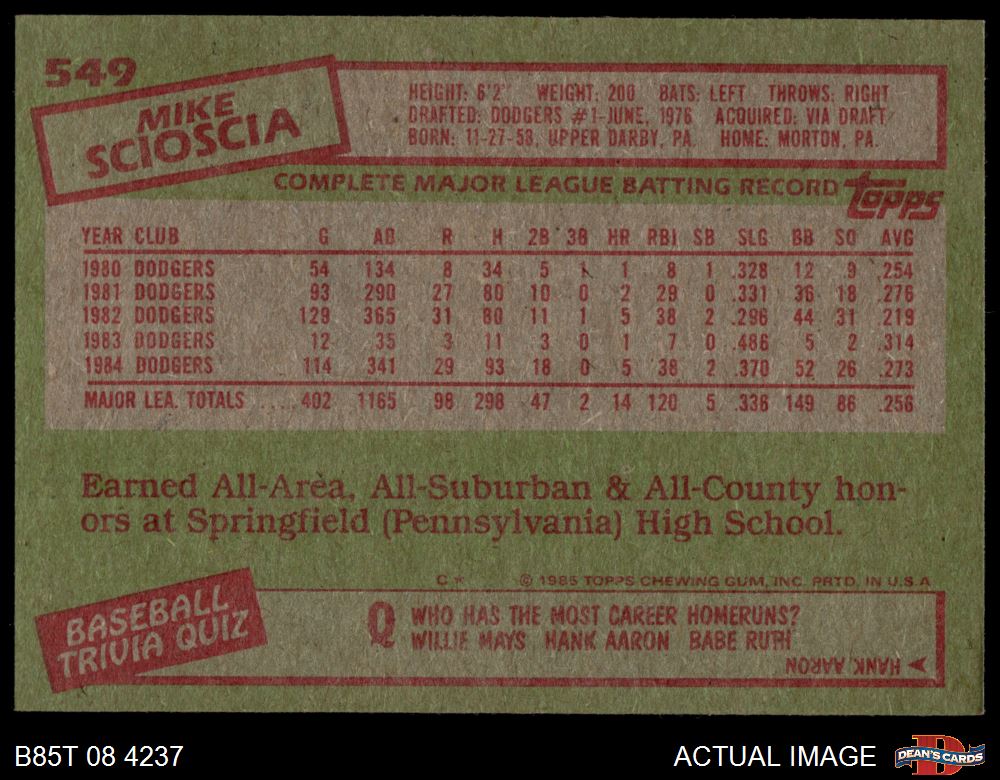 549
MIKE
SCIOSCIA
HEIGHT: 6'2" WEIGHT: 200 BATS: LEFT THROWS: RIGHT
DRAFTED: DODGERS #1-JUNE, 1976 ACQUIRED: VIA DRAFT
BORN: 11-27-58, UPPER DARBY, PA. HOME: MORTON, PA.
COMPLETE MAJOR LEAGUE BATTING RECORD topps
YEAR CLUB G AB R H 2B 3B HR RBI SB SLG BB SO AVG
1980 DODGERS 54 134 8 34 5 1 1 8 1 .328 12 9 .254
1981 DODGERS 93 290 27 80 10 0 2 29 0 .331 36 18 .276
1982 DODGERS 129 365 31 80 11 1 5 38 2 .296 44 31 .219
1983 DODGERS 12 35 3 11 3 0 1 7 0 .486 5 2 .314
1984 DODGERS 114 341 29 93 18 0 5 38 2 .370 52 26 .273
MAJOR LEA. TOTALS .....402 1165 98 298 47 2 14 120 5 .336 149 86 .256
Earned All-Area, All-Suburban & All-County hon-
ors at Springfield (Pennsylvania) High School.
C* © 1985 TOPPS CHEWING GUM, INC. PRTD. IN U.S.A.
BASEBALL
TRIVIA QUIZ
Q WHO HAS THE MOST CAREER HOMERUNS?
WILLIE MAYS HANK AARON BABE RUTH
HANK AARON
B85T 08 4237 ACTUAL IMAGE DEAN'S CARDS